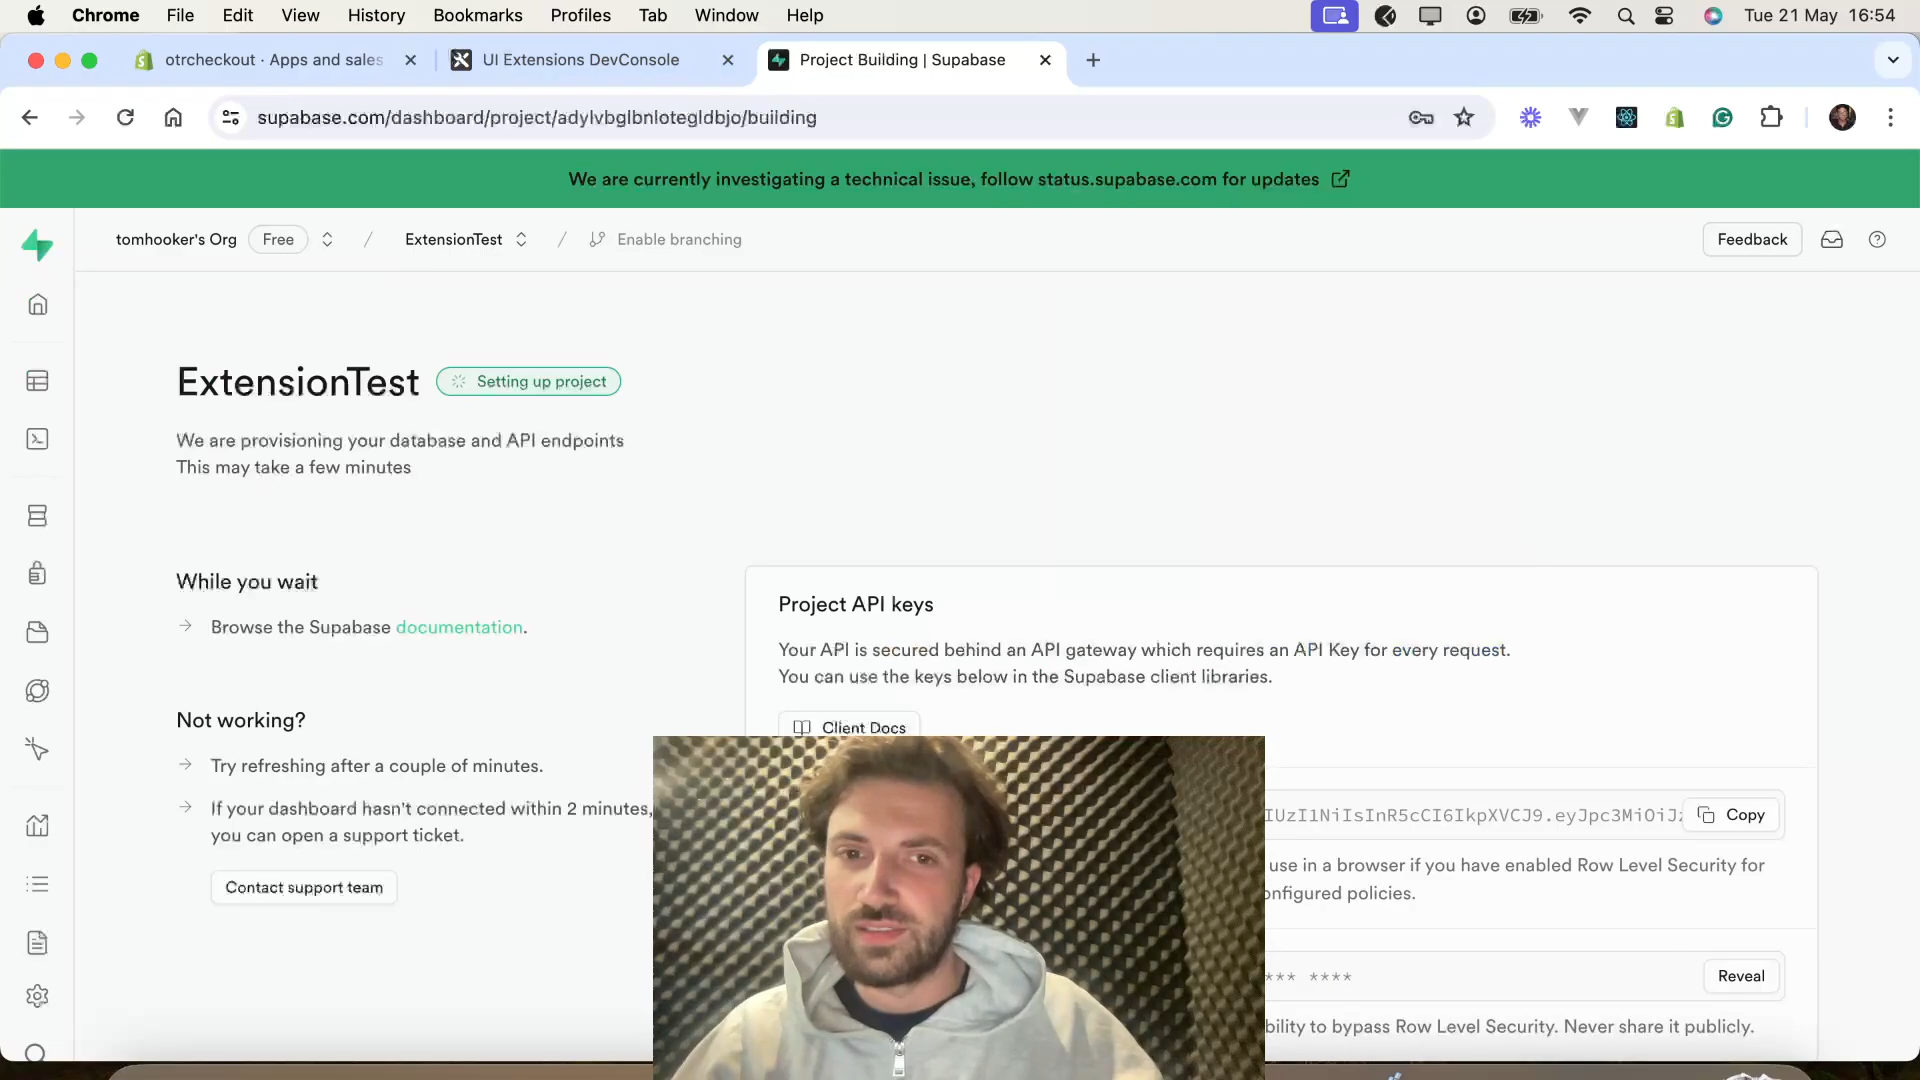 Chrome File Edit View History Bookmarks Profiles Tab Window Help Tue 21 May 16:54
otrcheckout · Apps and sales
UI Extensions DevConsole
Project Building | Supabase
supabase.com/dashboard/project/adylvbglbnlotegldbjo/building
We are currently investigating a technical issue, follow status.supabase.com for updates
tomhooker's Org Free / ExtensionTest / Enable branching Feedback
ExtensionTest Setting up project
We are provisioning your database and API endpoints
This may take a few minutes
While you wait
Browse the Supabase documentation.
Not working?
Try refreshing after a couple of minutes.
If your dashboard hasn't connected within 2 minutes,
you can open a support ticket.
Contact support team
Project API keys
Your API is secured behind an API gateway which requires an API Key for every request.
You can use the keys below in the Supabase client libraries.
Client Docs
IUzI1NiIsInR5cCI6IkpXVCJ9.eyJpc3MiOiJz Copy
use in a browser if you have enabled Row Level Security for
onfigured policies.
*** **** Reveal
bility to bypass Row Level Security. Never share it publicly.